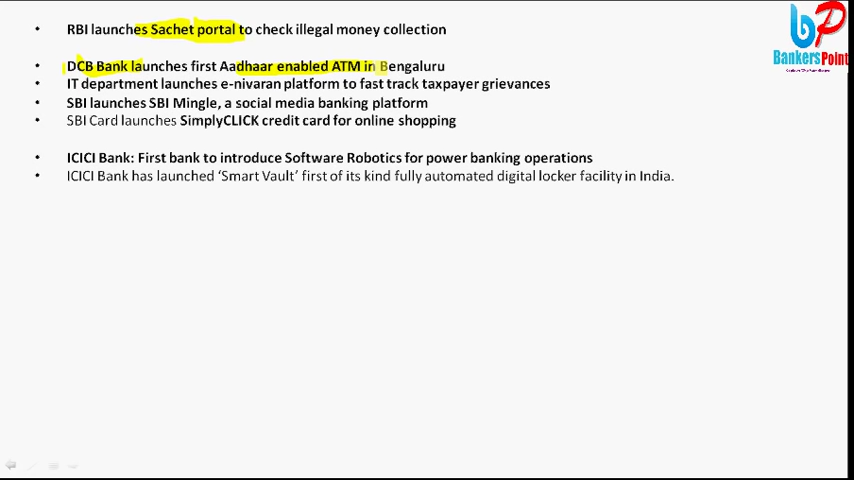 • RBI launches Sachet portal to check illegal money collection
• DCB Bank launches first Aadhaar enabled ATM in Bengaluru
• IT department launches e-nivaran platform to fast track taxpayer grievances
• SBI launches SBI Mingle, a social media banking platform
• SBI Card launches SimplyCLICK credit card for online shopping
• ICICI Bank: First bank to introduce Software Robotics for power banking operations
• ICICI Bank has launched ‘Smart Vault’ first of its kind fully automated digital locker facility in India.
bP
BankersPoint